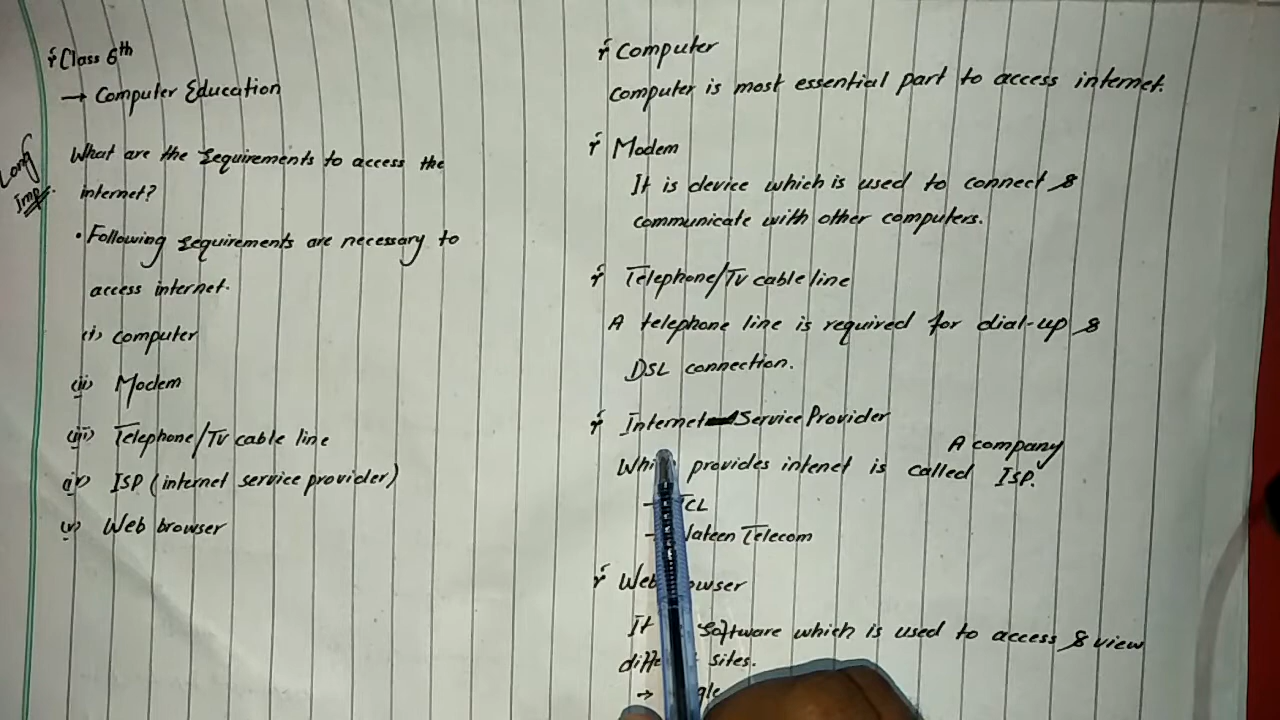 Class 6th
→ Computer Education
Long
Imp.
What are the requirements to access the
internet?
• Following requirements are necessary to
access internet.
(i) computer
(ii) Modem
(iii) Telephone/TV cable line
(iv) ISP (internet service provider)
(v) Web browser
Computer
Computer is most essential part to access internet.
Modem
It is device which is used to connect &
communicate with other computers.
Telephone/TV cable line
A telephone line is required for dial-up &
DSL connection.
Internet Service Provider
A company
provides intenet is called ISP.
Telecom
Web
It software which is used to access & view
sites.